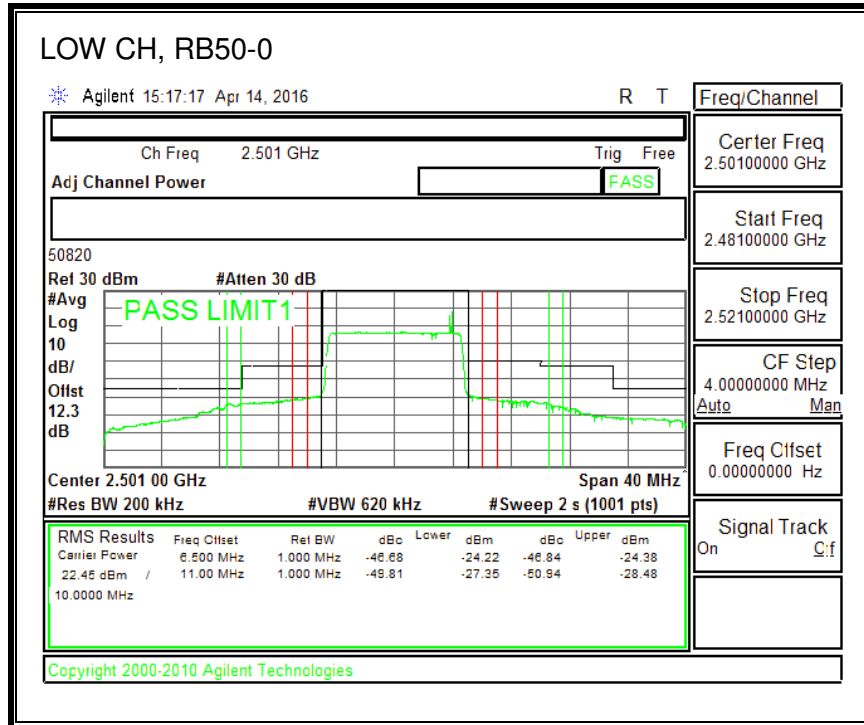 LOW CH, RB50-0
Agilent 15:17:17 Apr 14, 2016 R T
Freq/Channel
Ch Freq 2.501 GHz Trig Free
Adj Channel Power PASS
Center Freq
2.50100000 GHz
Start Freq
2.48100000 GHz
Stop Freq
2.52100000 GHz
CF Step
4.00000000 MHz
Auto Man
Freq Offset
0.00000000 Hz
Signal Track
On Off
50820
Ref 30 dBm #Atten 30 dB
#Avg
Log
10
dB/
Offst
12.3
dB
PASS LIMIT1
Center 2.501 00 GHz Span 40 MHz
#Res BW 200 kHz #VBW 620 kHz #Sweep 2 s (1001 pts)
RMS Results Freq Offset Ref BW dBc Lower dBm dBc Upper dBm
Carrier Power 6.500 MHz 1.000 MHz -46.68 -24.22 -46.84 -24.38
22.46 dBm / 11.00 MHz 1.000 MHz -49.81 -27.35 -50.94 -28.48
10.0000 MHz
Copyright 2000-2010 Agilent Technologies